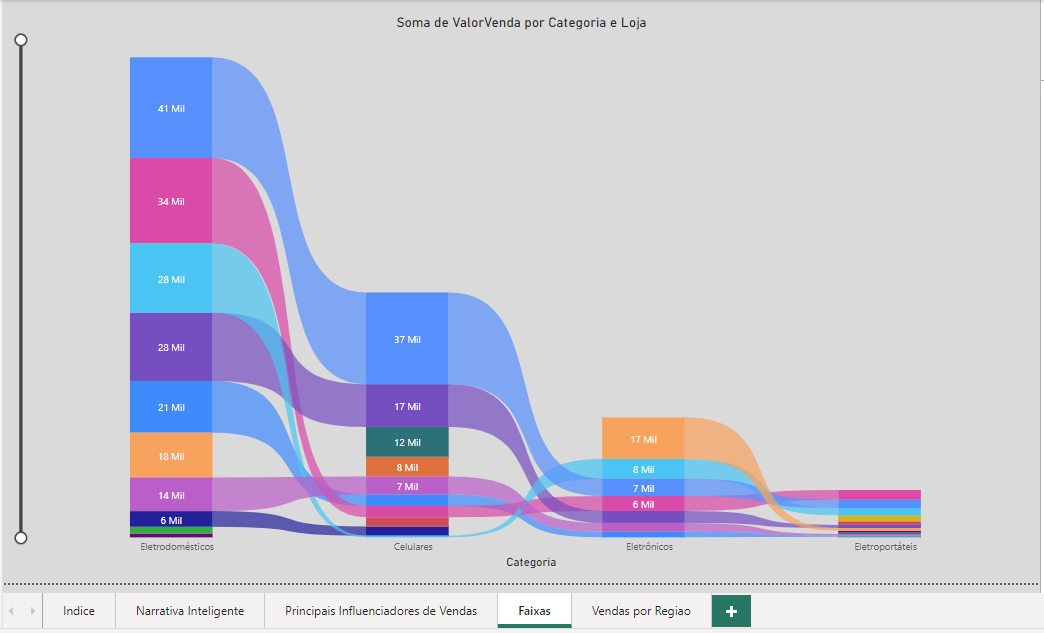 Soma de ValorVenda por Categoria e Loja
41 Mil
34 Mil
28 Mil
28 Mil
21 Mil
18 Mil
14 Mil
6 Mil
37 Mil
17 Mil
12 Mil
8 Mil
7 Mil
17 Mil
8 Mil
7 Mil
6 Mil
Eletrodomésticos Celulares Eletrônicos Eletroportáteis
Categoria
Indice Narrativa Inteligente Principais Influenciadores de Vendas Faixas Vendas por Regiao +